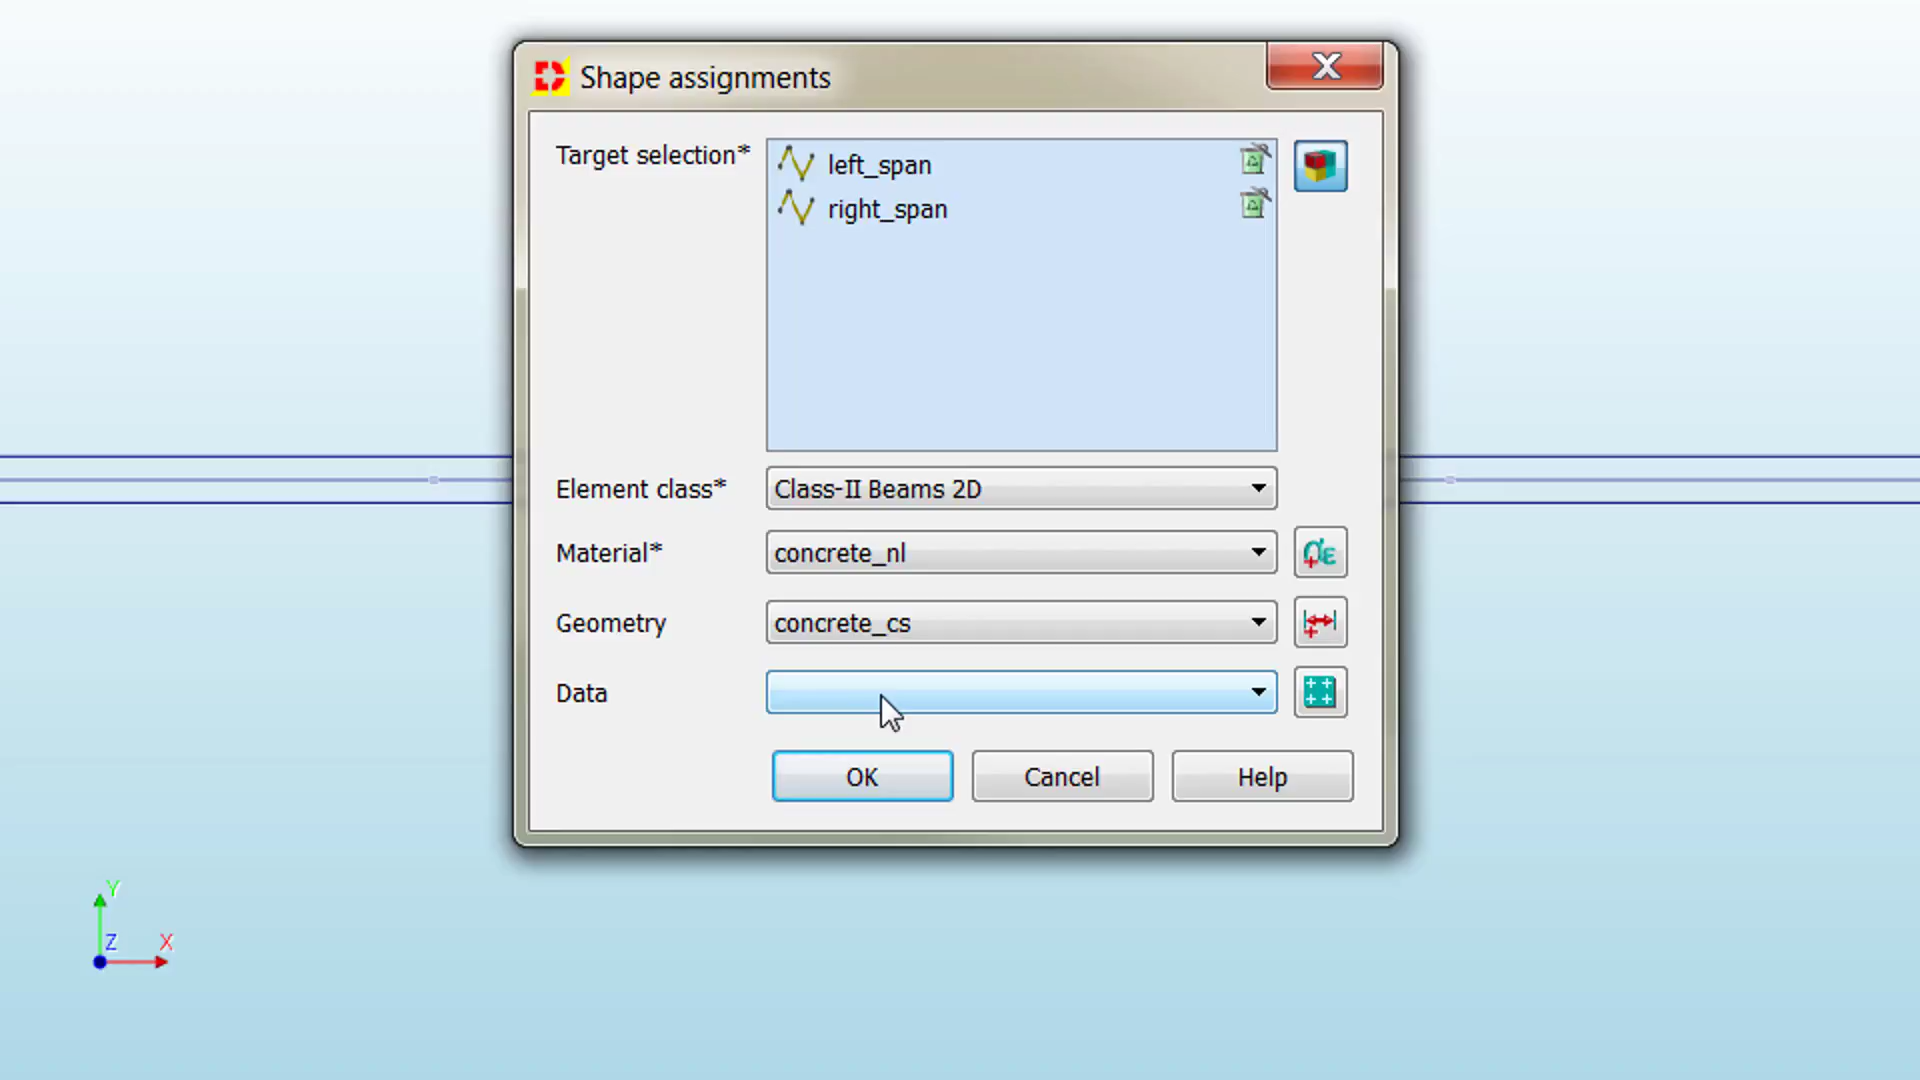 Shape assignments
Target selection*
left_span
right_span
Element class*
Class-II Beams 2D
Material*
concrete_nl
Geometry
concrete_cs
Data
OK
Cancel
Help
Y
Z
X